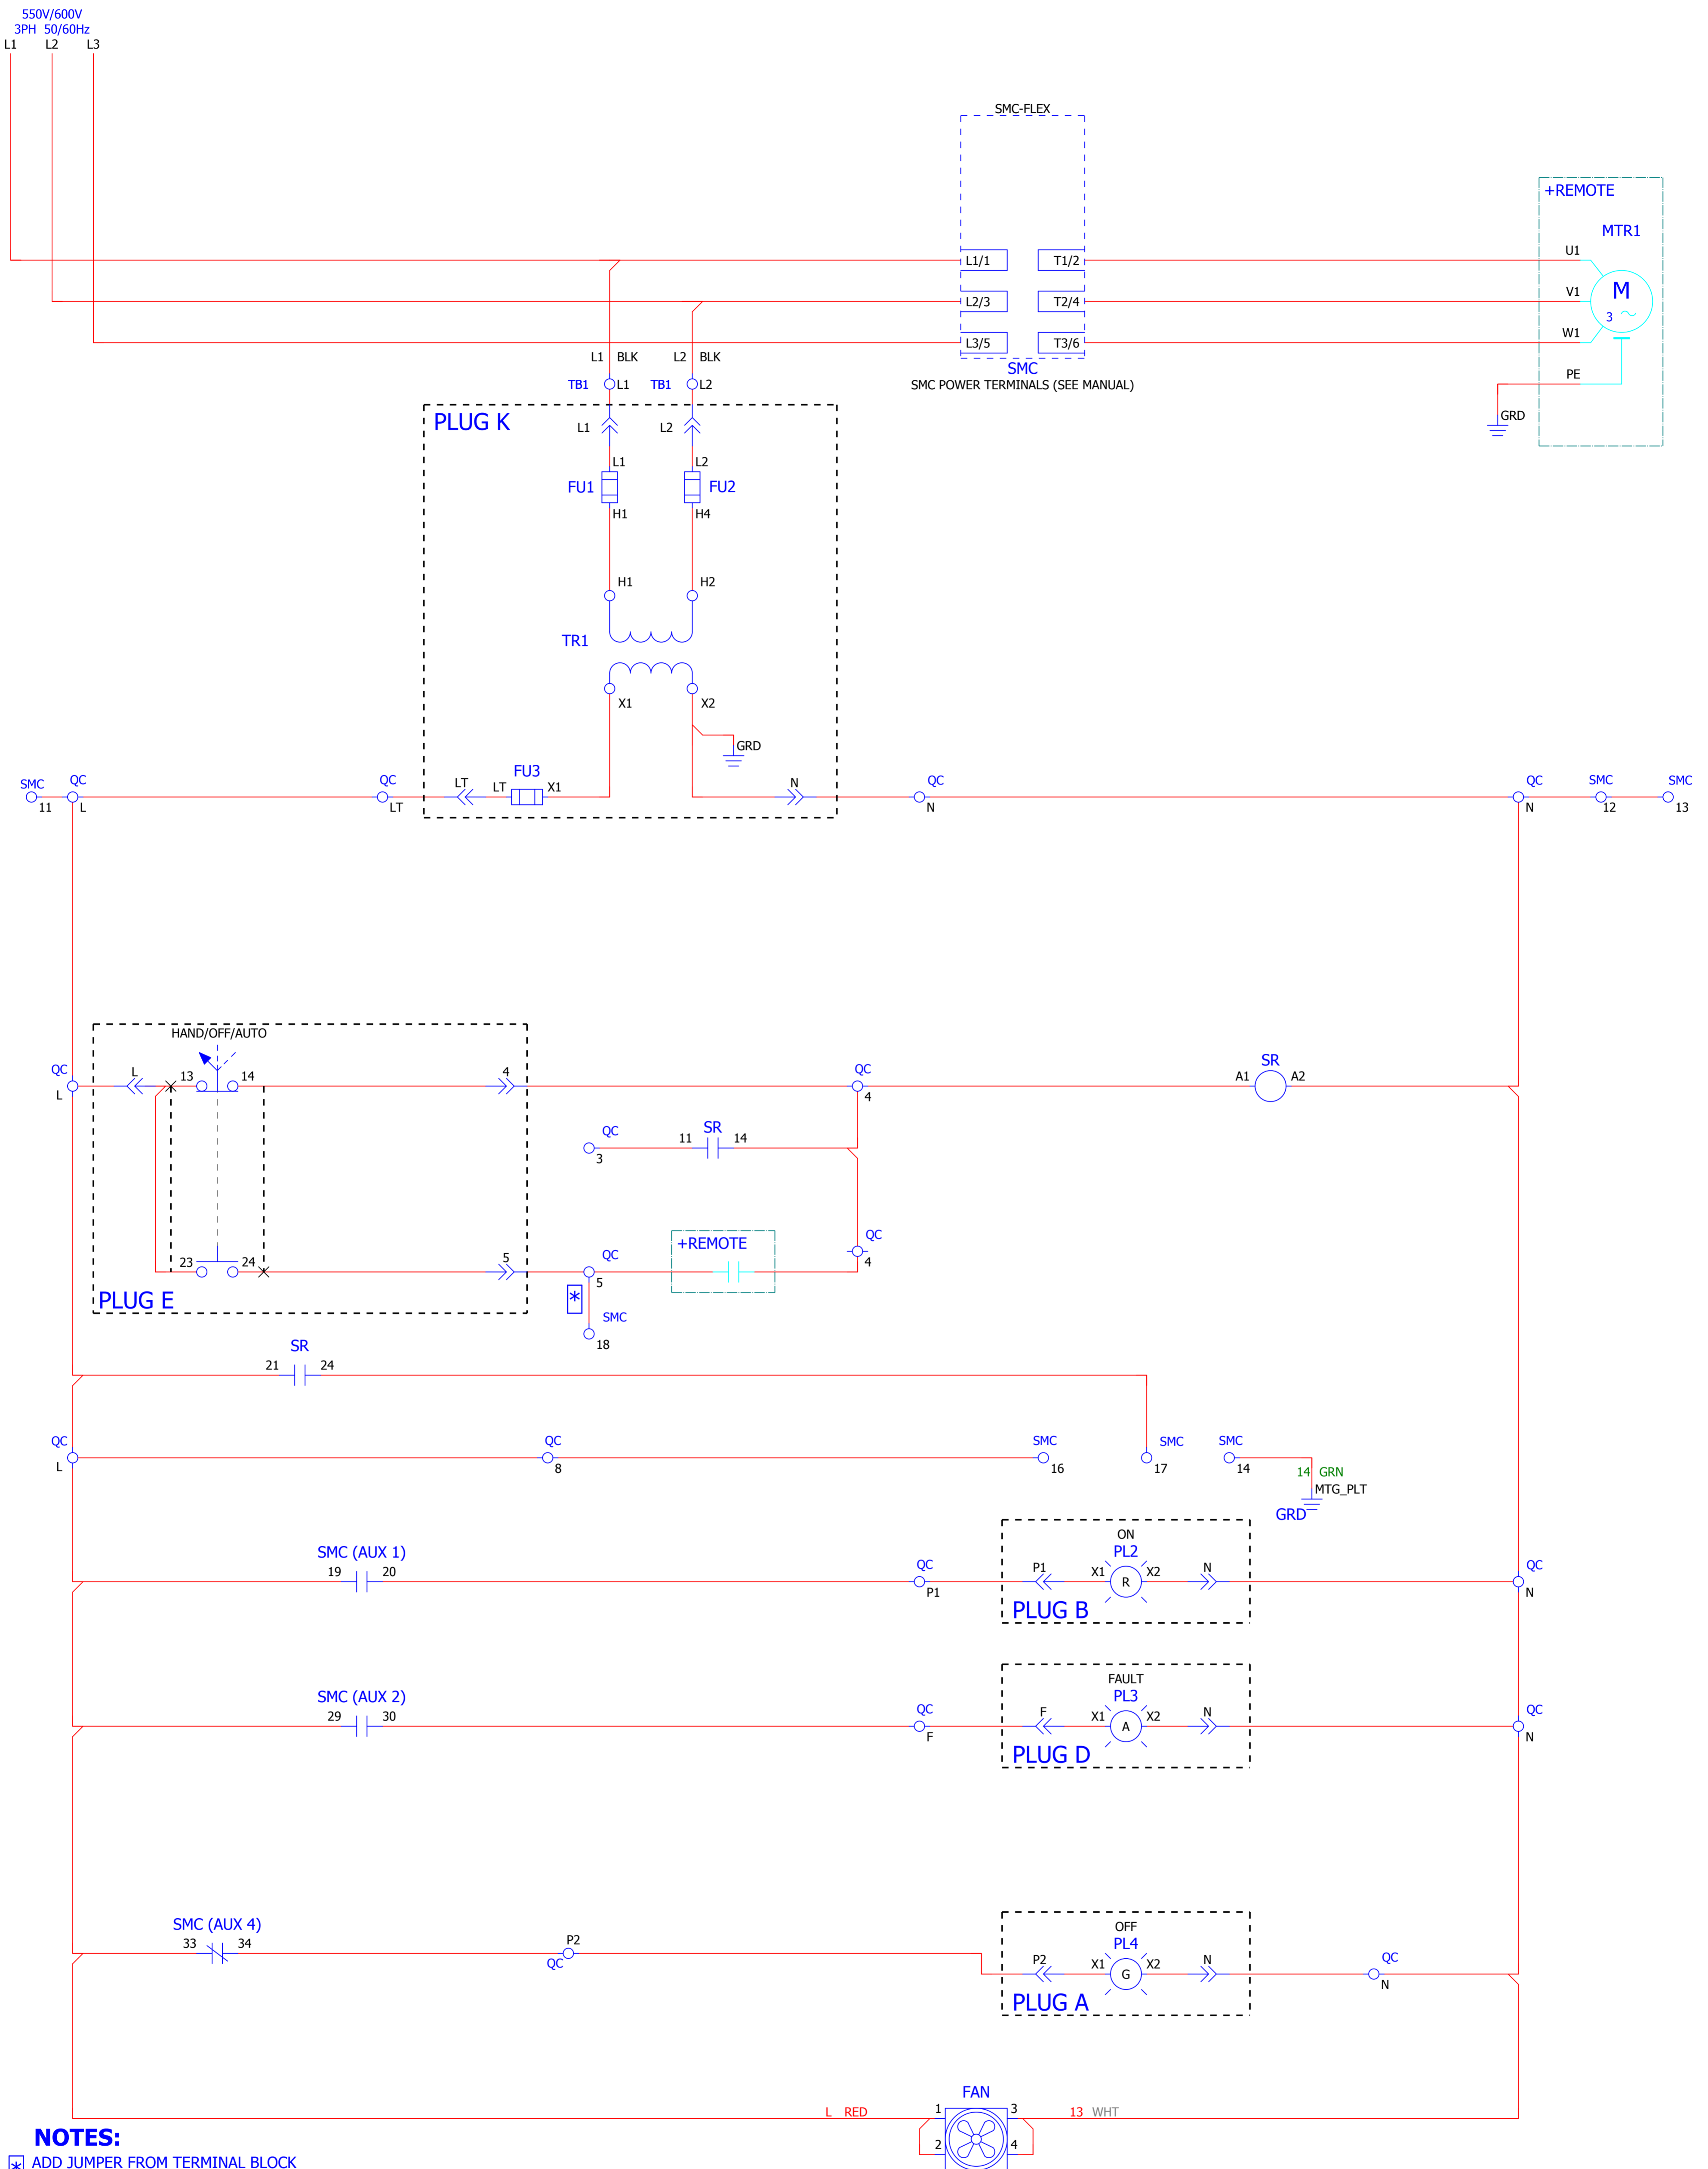 550V/600V
3PH 50/60Hz
L1 L2 L3
SMC-FLEX
+REMOTE
MTR1
U1
L1/1 T1/2
M
3
V1
L2/3 T2/4
W1
L3/5 T3/6
L1 BLK L2 BLK
SMC
SMC POWER TERMINALS (SEE MANUAL)
PE
TB1 L1 TB1 L2
GRD
PLUG K
L1 L2
L1 L2
FU1 FU2
H1 H4
H1 H2
TR1
X1 X2
GRD
SMC QC QC FU3 QC QC SMC SMC
LT LT X1 N
11 L LT N N 12 13
HAND/OFF/AUTO
QC L 13 14 4 QC SR
A1 A2
L 4
QC 11 SR 14
3
+REMOTE QC
23 24 5 QC
4
5
PLUG E
*
SMC
18
SR
21 24
QC QC SMC SMC SMC
L 8 16 17 14
14 GRN
MTG_PLT
GRD
ON
SMC (AUX 1) PL2
19 20 QC P1 X1 R X2 N QC
P1 N
PLUG B
FAULT
SMC (AUX 2) PL3
29 30 QC F X1 A X2 N QC
F N
PLUG D
SMC (AUX 4) OFF
33 34 P2 PL4
QC P2 X1 G X2 N QC
N
PLUG A
FAN
L RED 1 3 13 WHT
2 4
NOTES:
* ADD JUMPER FROM TERMINAL BLOCK